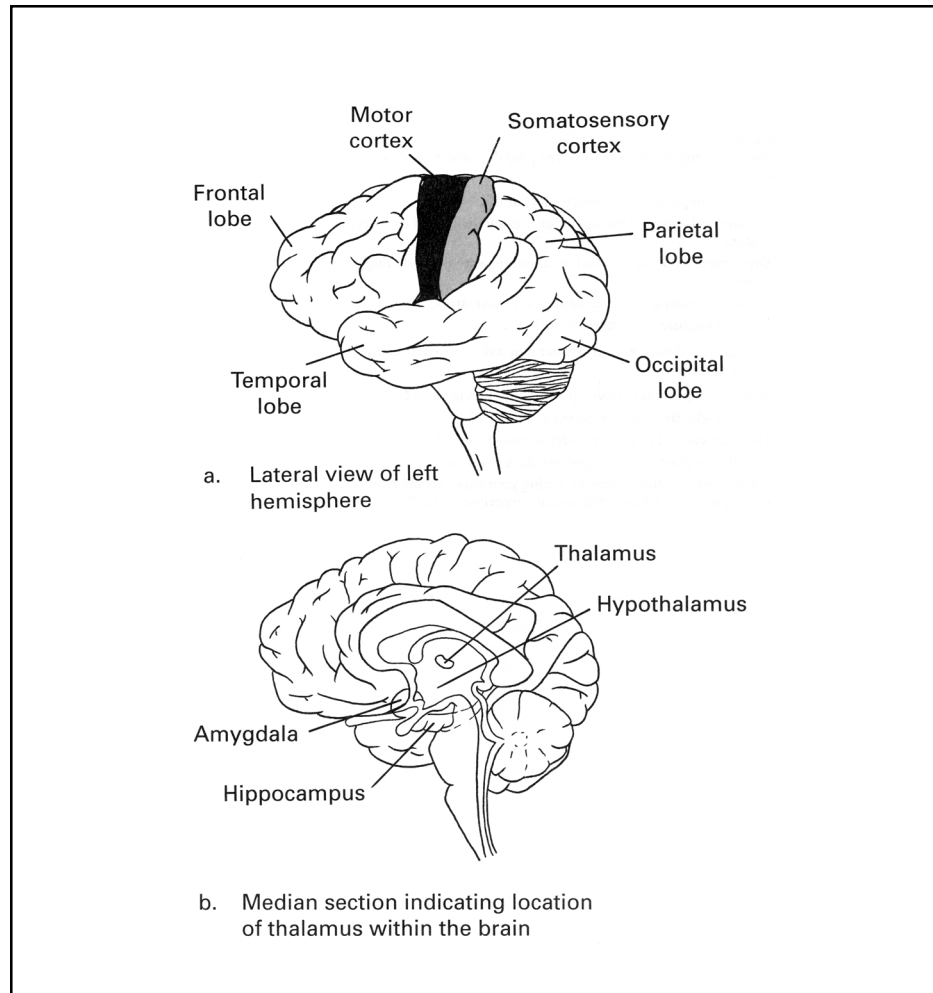 Motor
cortex
Somatosensory
cortex
Frontal
lobe
Parietal
lobe
Temporal
lobe
Occipital
lobe
a. Lateral view of left
hemisphere
Thalamus
Hypothalamus
Amygdala
Hippocampus
b. Median section indicating location
of thalamus within the brain